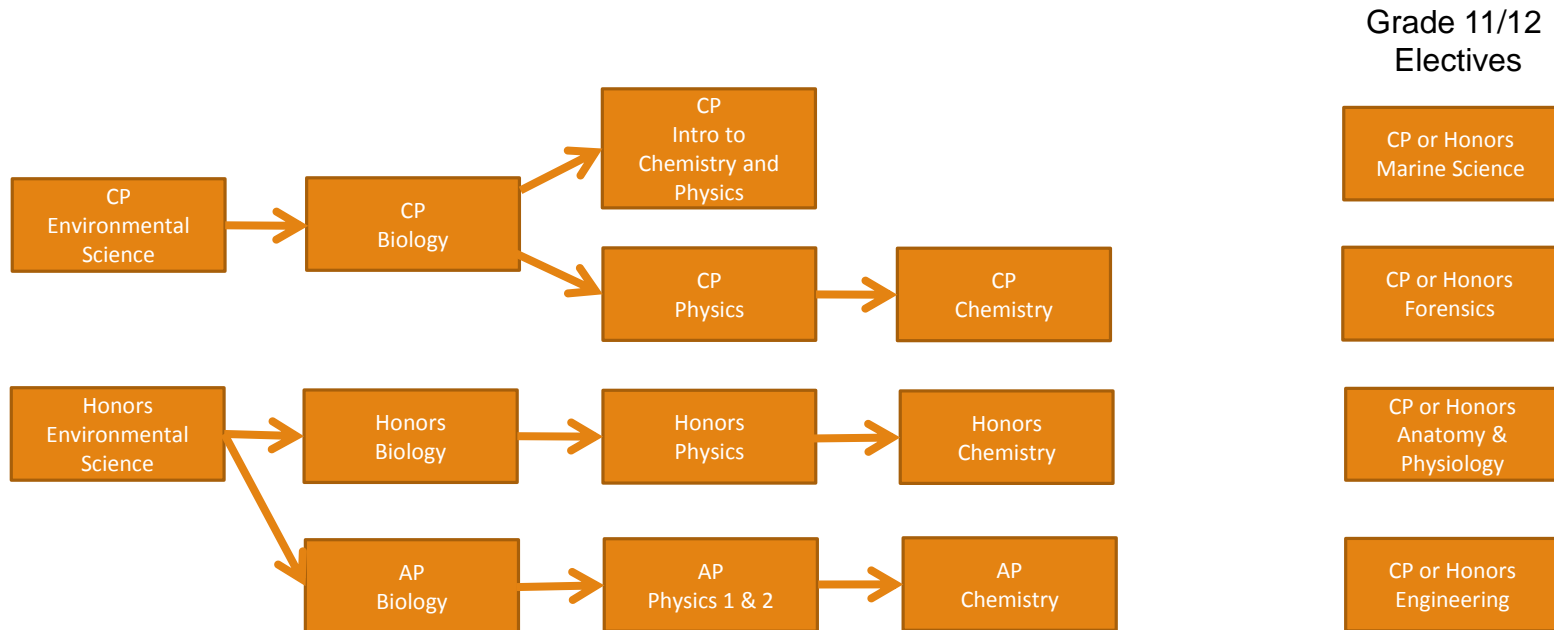 Grade 11/12
Electives
CP
Intro to
Chemistry and
Physics
CP or Honors
Marine Science
CP
Environmental
Science
CP
Biology
CP
Physics
CP
Chemistry
CP or Honors
Forensics
Honors
Environmental
Science
Honors
Biology
Honors
Physics
Honors
Chemistry
CP or Honors
Anatomy &
Physiology
AP
Biology
AP
Physics 1 & 2
AP
Chemistry
CP or Honors
Engineering